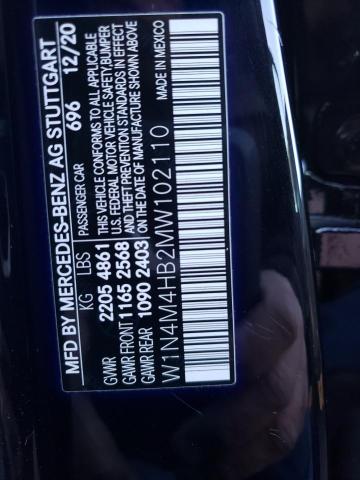 MFD BY MERCEDES-BENZ AG STUTTGART
PASSENGER CAR 696 12/20
KG LBS
GVWR 2205 4861
GAWR FRONT 1165 2568
GAWR REAR 1090 2403
THIS VEHICLE CONFORMS TO ALL APPLICABLE
U.S. FEDERAL MOTOR VEHICLE SAFETY, BUMPER
AND THEFT PREVENTION STANDARDS IN EFFECT
ON THE DATE OF MANUFACTURE SHOWN ABOVE
MADE IN MEXICO
W1N4M4HB2MW102110